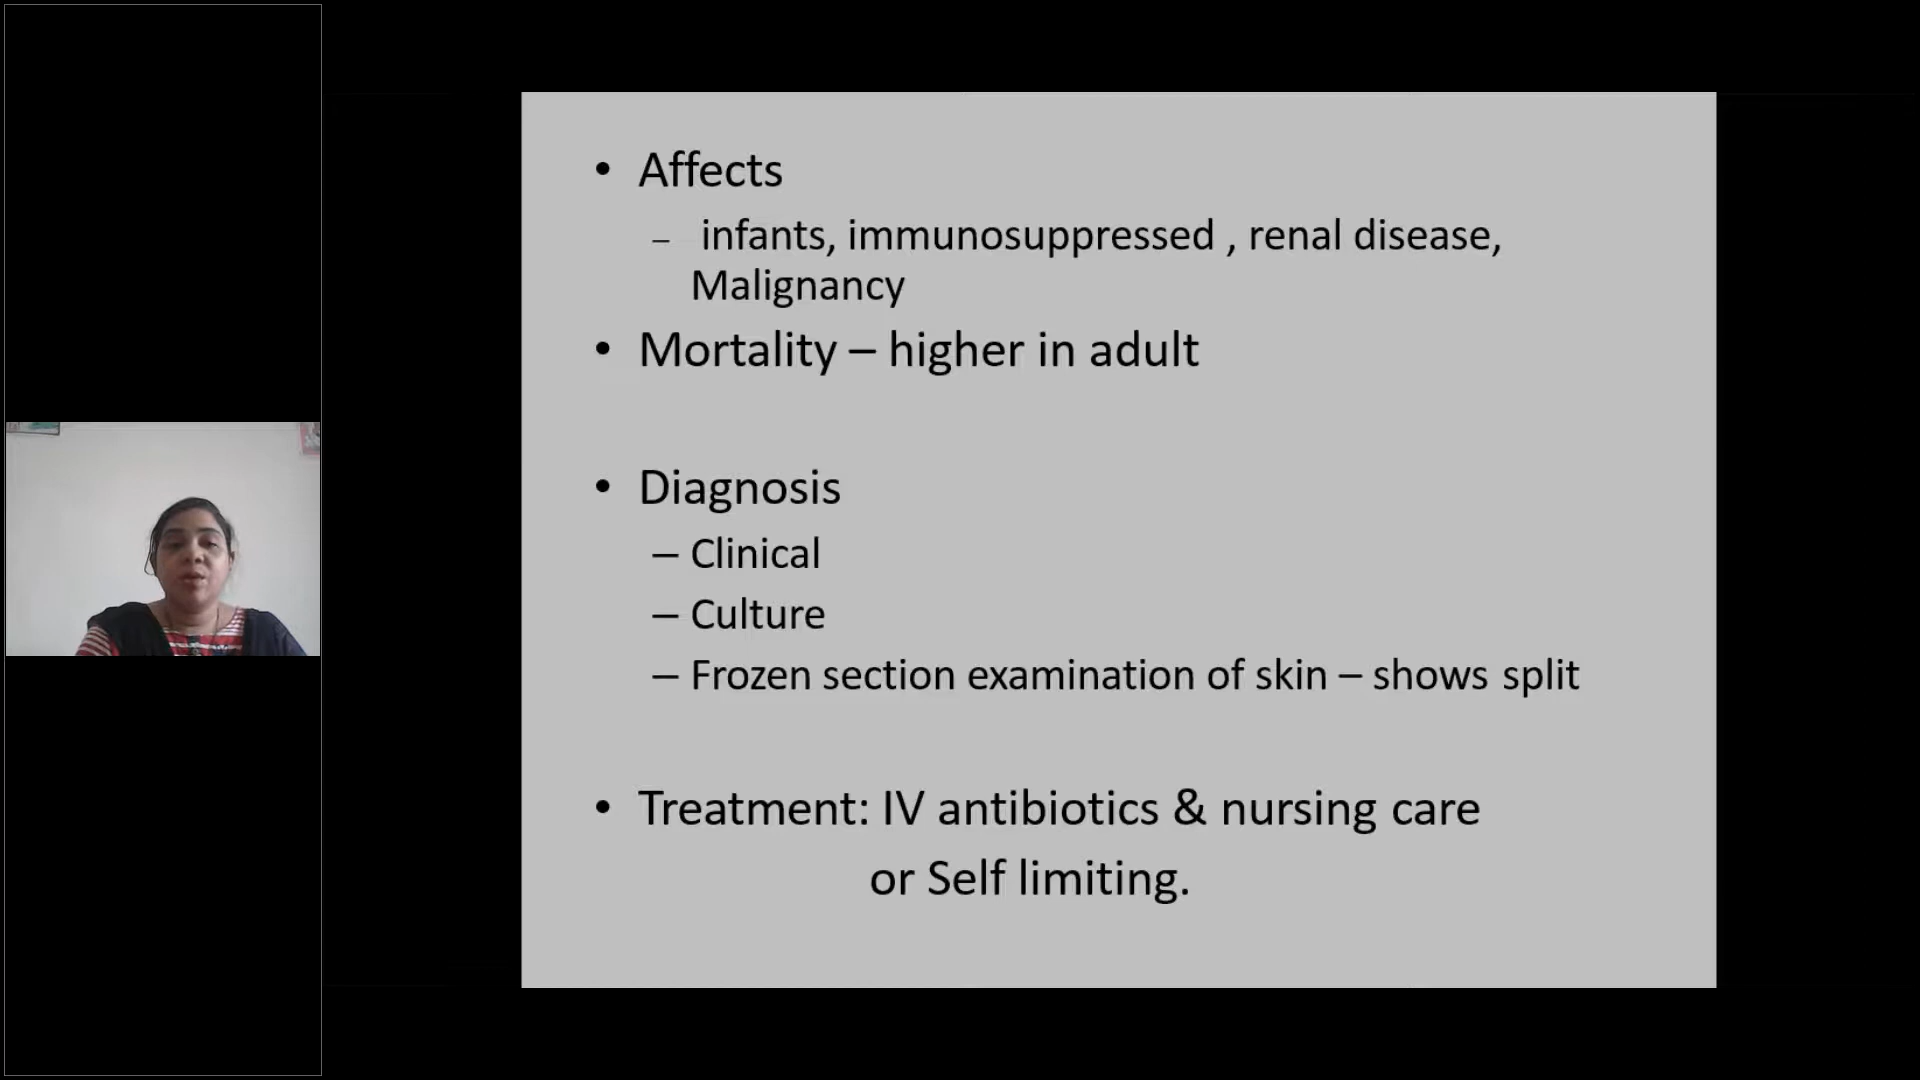 • Affects
– infants, immunosuppressed , renal disease,
Malignancy
• Mortality – higher in adult
• Diagnosis
– Clinical
– Culture
– Frozen section examination of skin – shows split
• Treatment: IV antibiotics & nursing care
or Self limiting.